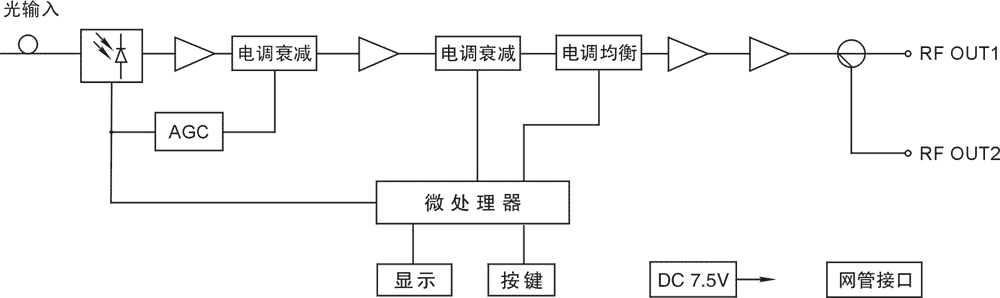 光输入
电调衰减
电调衰减
电调均衡
RF OUT1
AGC
RF OUT2
微处理器
显示
按键
DC 7.5V
网管接口